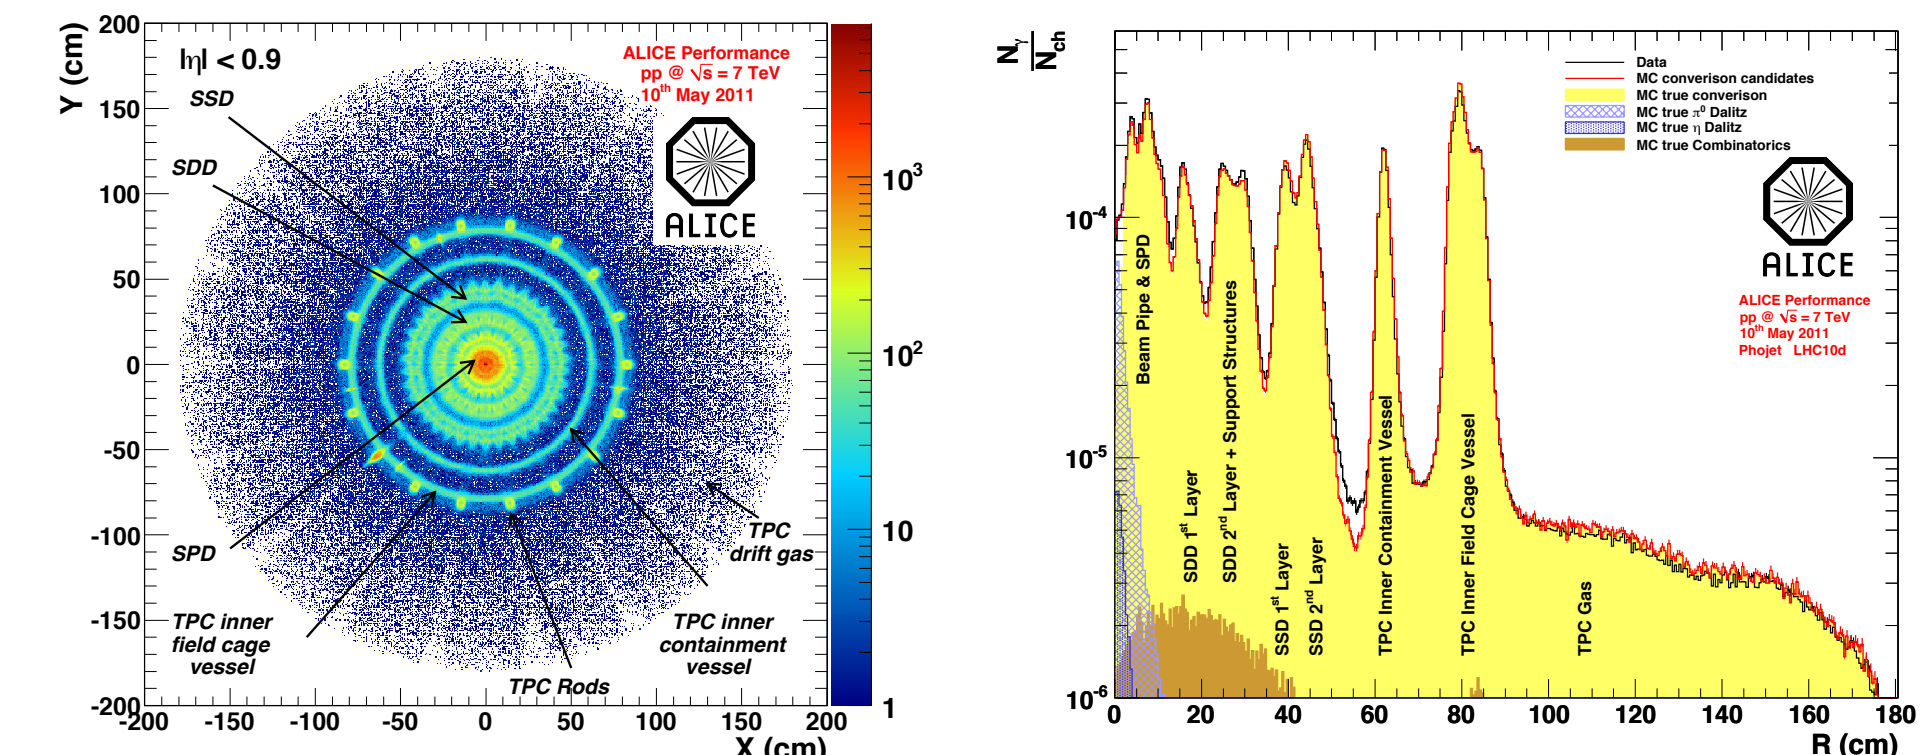 Y (cm)
200
150
100
50
0
-50
-100
-150
-200
-200
-150
-100
-50
0
50
100
150
200
X (cm)
|η| < 0.9
ALICE Performance
pp @ √s = 7 TeV
10th May 2011
ALICE
SSD
SDD
SPD
TPC inner
field cage
vessel
TPC Rods
TPC inner
containment
vessel
TPC
drift gas
10³
10²
10
1
Nγ
Nch
10⁻⁴
10⁻⁵
10⁻⁶
Data
MC converison candidates
MC true converison
MC true π⁰ Dalitz
MC true η Dalitz
MC true Combinatorics
ALICE
ALICE Performance
pp @ √s = 7 TeV
10th May 2011
Phojet LHC10d
Beam Pipe & SPD
SDD 1st Layer
SDD 2nd Layer + Support Structures
SSD 1st Layer
SSD 2nd Layer
TPC Inner Containment Vessel
TPC Inner Field Cage Vessel
TPC Gas
0
20
40
60
80
100
120
140
160
180
R (cm)